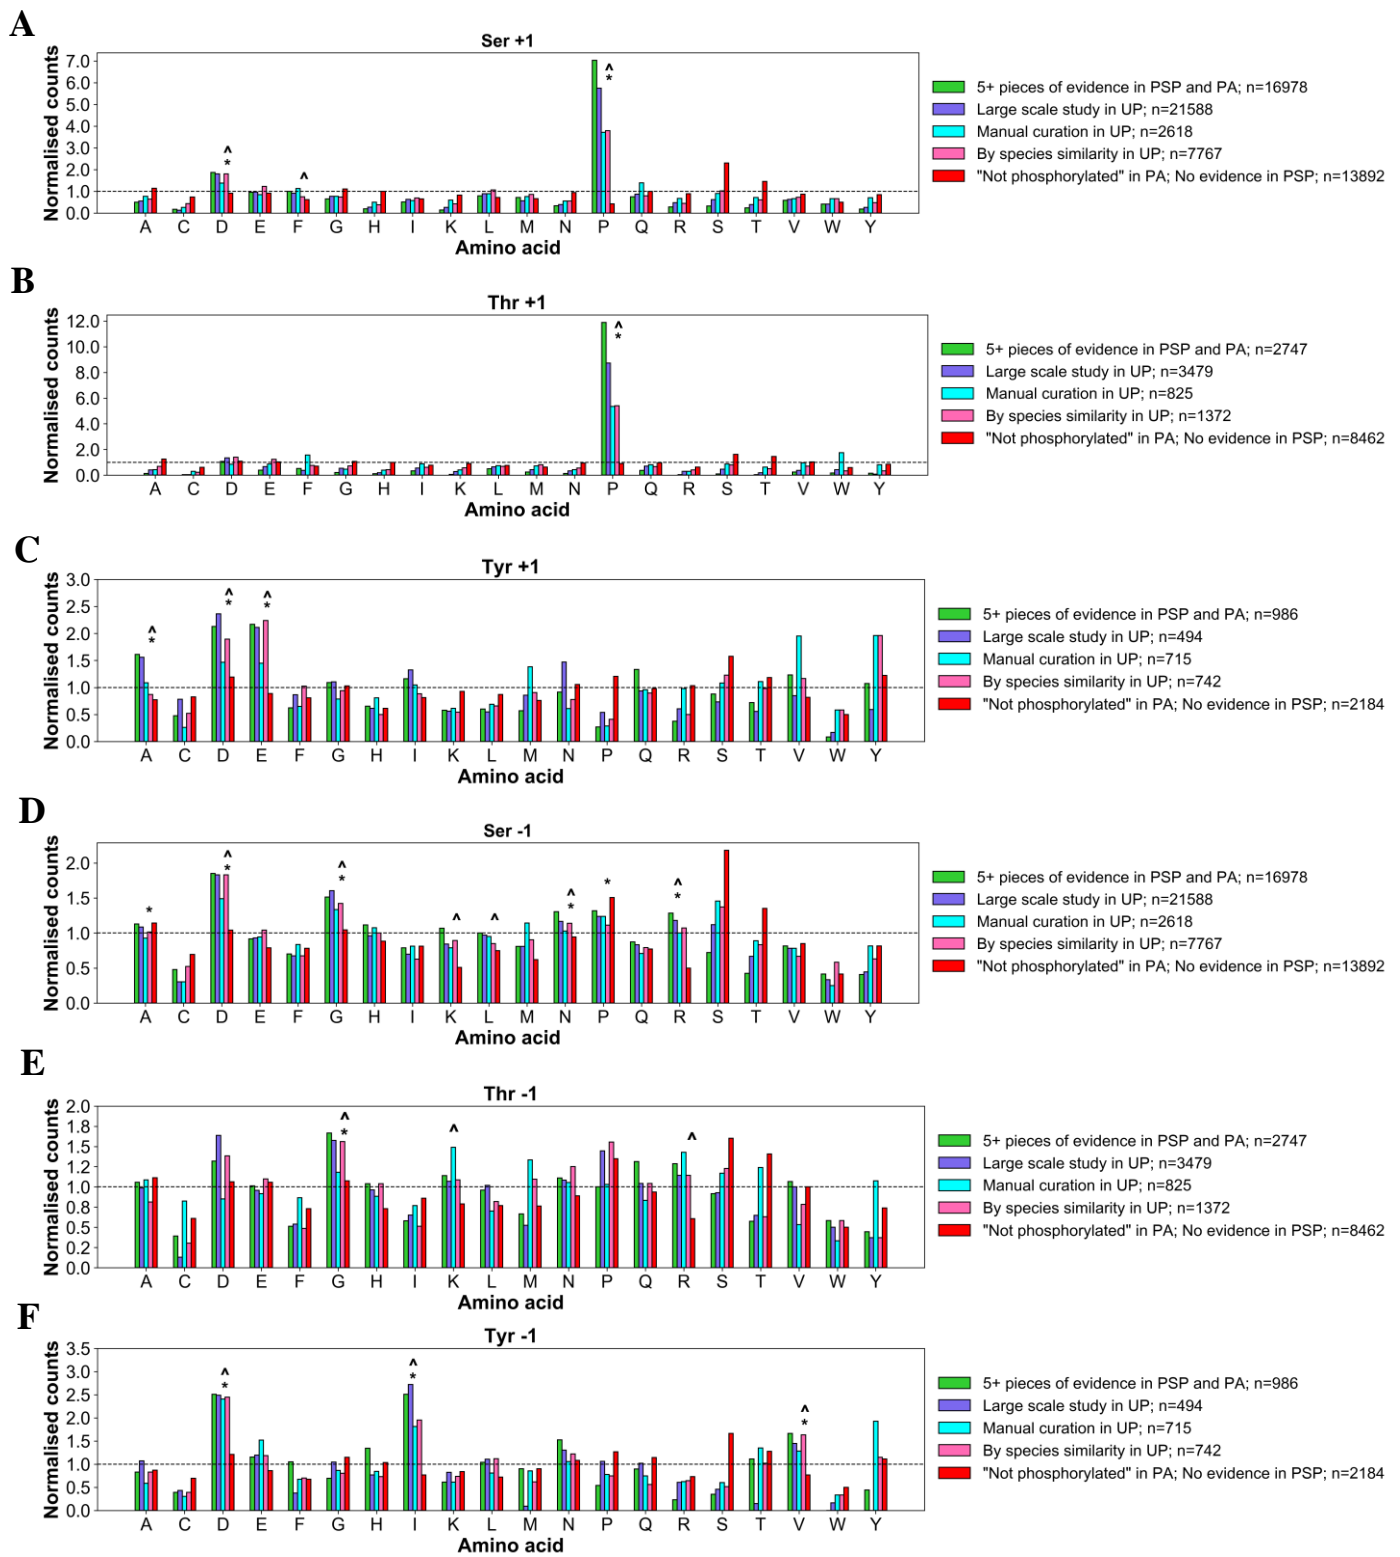 A
Ser +1
Normalised counts
7.0
6.0
5.0
4.0
3.0
2.0
1.0
0.0
^
*
^
^
*
A C D E F G H I K L M N P Q R S T V W Y
Amino acid
5+ pieces of evidence in PSP and PA; n=16978
Large scale study in UP; n=21588
Manual curation in UP; n=2618
By species similarity in UP; n=7767
"Not phosphorylated" in PA; No evidence in PSP; n=13892
B
Thr +1
Normalised counts
12.0
10.0
8.0
6.0
4.0
2.0
0.0
^
*
A C D E F G H I K L M N P Q R S T V W Y
Amino acid
5+ pieces of evidence in PSP and PA; n=2747
Large scale study in UP; n=3479
Manual curation in UP; n=825
By species similarity in UP; n=1372
"Not phosphorylated" in PA; No evidence in PSP; n=8462
C
Tyr +1
Normalised counts
3.0
2.5
2.0
1.5
1.0
0.5
0.0
^
*
^
*
^
*
A C D E F G H I K L M N P Q R S T V W Y
Amino acid
5+ pieces of evidence in PSP and PA; n=986
Large scale study in UP; n=494
Manual curation in UP; n=715
By species similarity in UP; n=742
"Not phosphorylated" in PA; No evidence in PSP; n=2184
D
Ser -1
Normalised counts
2.0
1.5
1.0
0.5
0.0
*
^
*
^
*
^
^
^
*
*
^
*
A C D E F G H I K L M N P Q R S T V W Y
Amino acid
5+ pieces of evidence in PSP and PA; n=16978
Large scale study in UP; n=21588
Manual curation in UP; n=2618
By species similarity in UP; n=7767
"Not phosphorylated" in PA; No evidence in PSP; n=13892
E
Thr -1
Normalised counts
2.0
1.8
1.5
1.2
1.0
0.8
0.5
0.2
0.0
^
*
^
^
A C D E F G H I K L M N P Q R S T V W Y
Amino acid
5+ pieces of evidence in PSP and PA; n=2747
Large scale study in UP; n=3479
Manual curation in UP; n=825
By species similarity in UP; n=1372
"Not phosphorylated" in PA; No evidence in PSP; n=8462
F
Tyr -1
Normalised counts
3.5
3.0
2.5
2.0
1.5
1.0
0.5
0.0
^
*
^
*
^
*
A C D E F G H I K L M N P Q R S T V W Y
Amino acid
5+ pieces of evidence in PSP and PA; n=986
Large scale study in UP; n=494
Manual curation in UP; n=715
By species similarity in UP; n=742
"Not phosphorylated" in PA; No evidence in PSP; n=2184